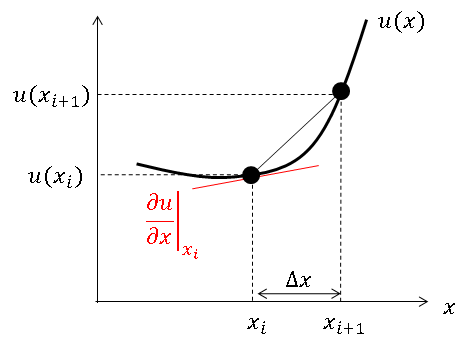 u(x)
u(x_{i+1})
u(x_i)
∂u/∂x|_{x_i}
Δx
x
x_i
x_{i+1}